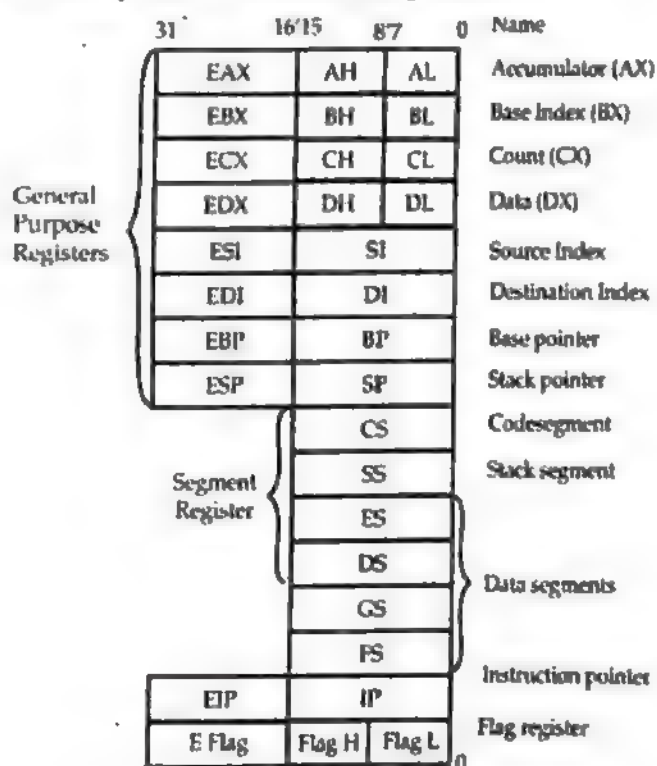 31 16'15 87 0 Name
EAX AH AL Accumulator (AX)
EBX BH BL Base Index (BX)
ECX CH CL Count (CX)
EDX DH DL Data (DX)
General
Purpose
Registers
ESI SI Source Index
EDI DI Destination Index
EBP BP Base pointer
ESP SP Stack pointer
CS Codesegment
SS Stack segment
Segment
Register
ES
DS
Data segments
GS
FS
Instruction pointer
EIP IP
E Flag Flag H Flag L Flag register
0